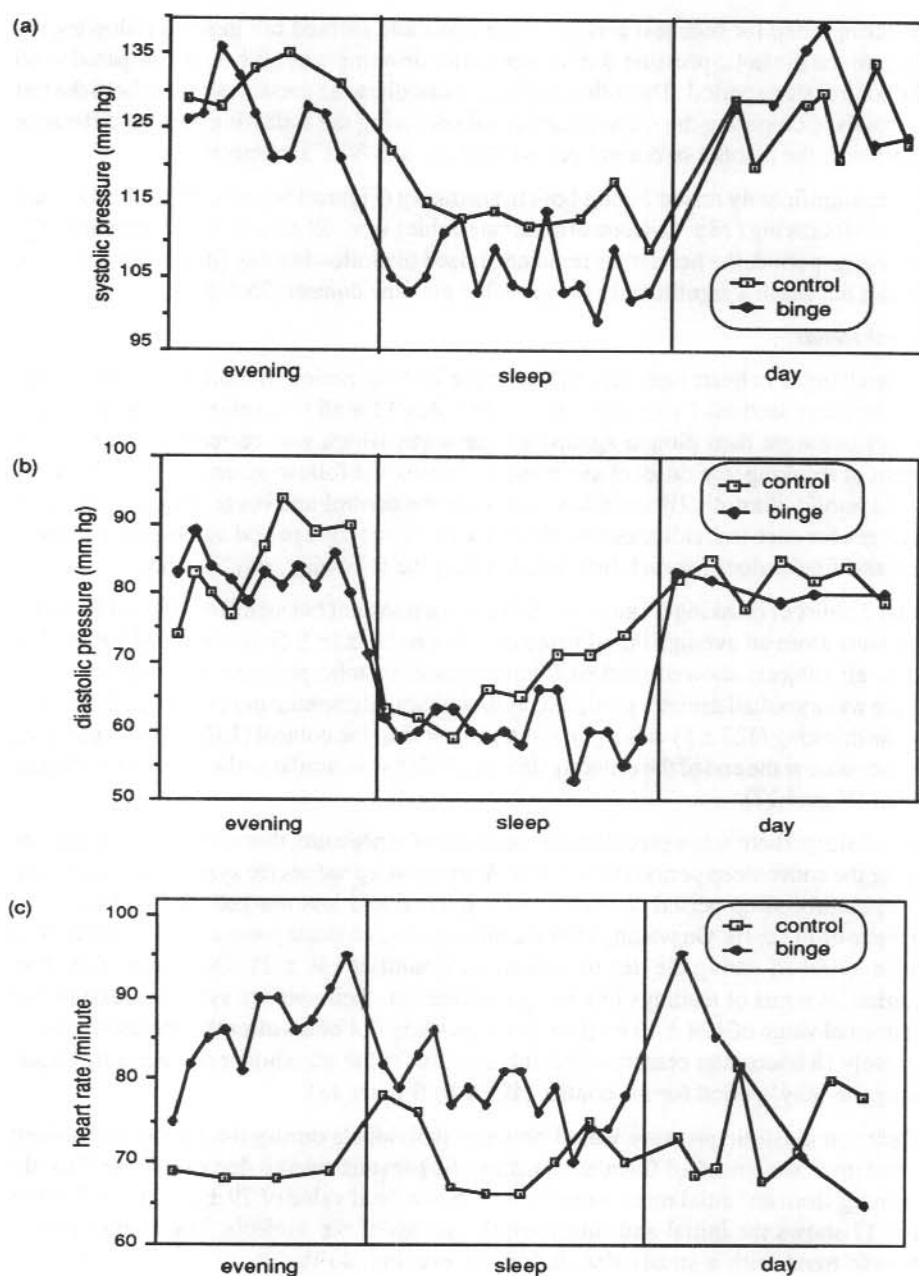 (a)
systolic pressure (mm hg)
135
125
115
105
95
control
binge
evening
sleep
day
(b)
diastolic pressure (mm hg)
100
90
80
70
60
50
control
binge
evening
sleep
day
(c)
heart rate /minute
100
90
80
70
60
control
binge
evening
sleep
day